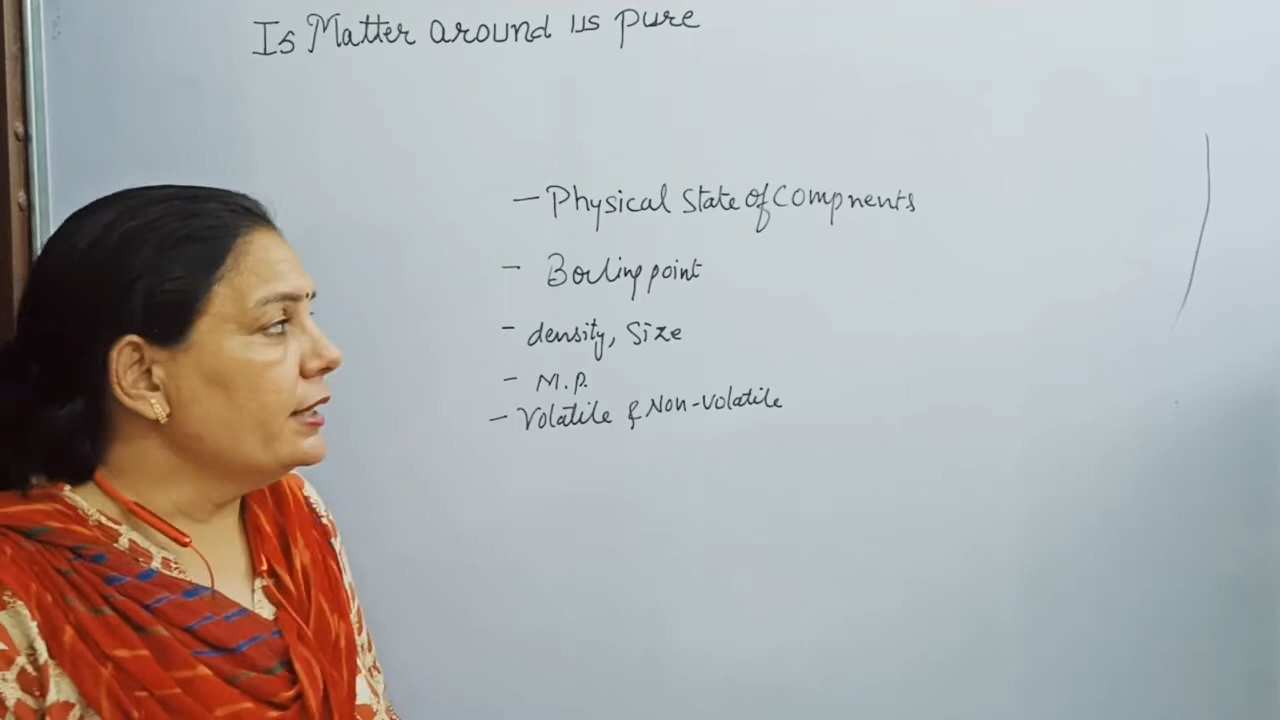 Is Matter around us pure
- Physical State of Compnents
- Boiling point
- density, Size
- M.P.
- Volatile & Non-volatile